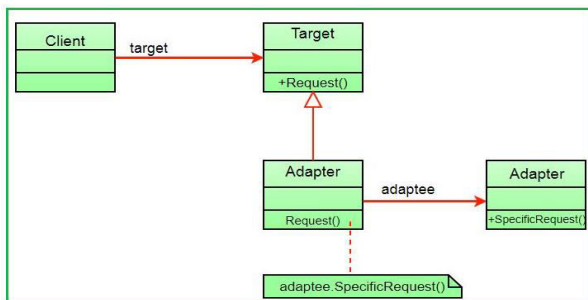 Client
target
Target
+Request()
Adapter
Request()
adaptee
Adapter
+SpecificRequest()
adaptee.SpecificRequest()